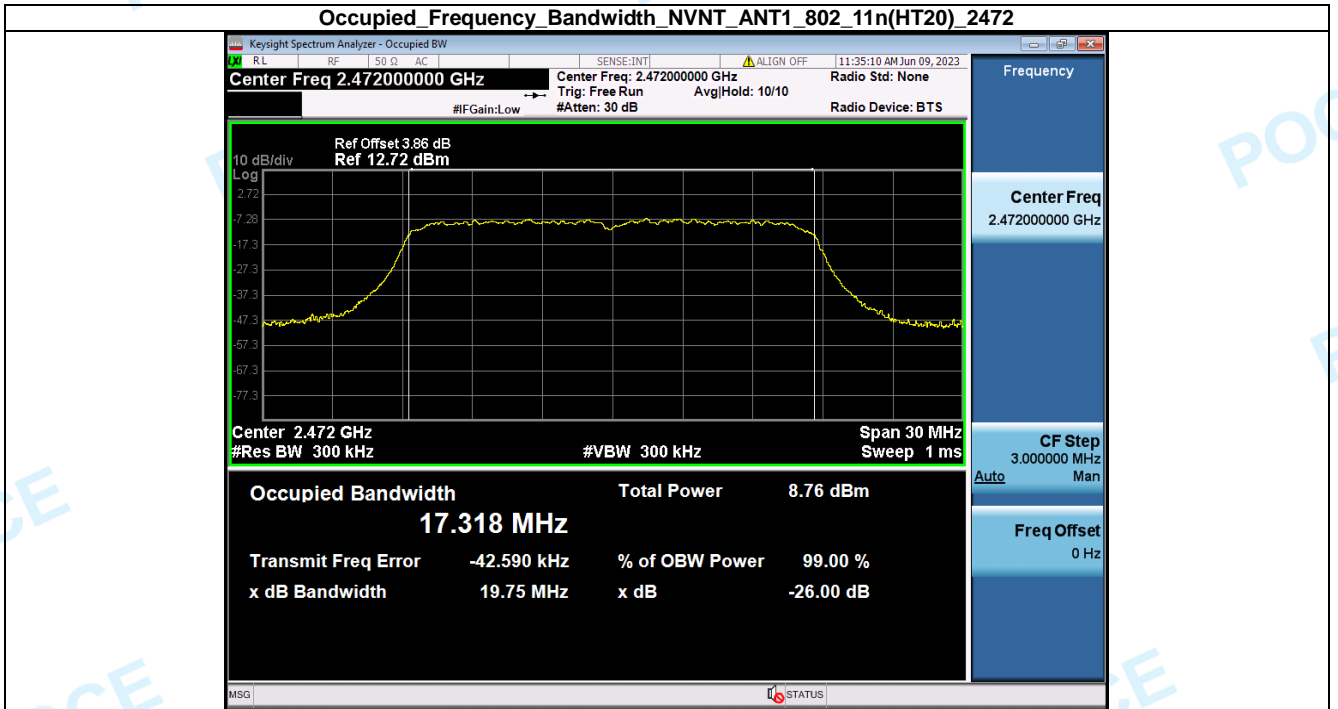 Occupied_Frequency_Bandwidth_NVNT_ANT1_802_11n(HT20)_2472
Keysight Spectrum Analyzer - Occupied BW
LXI RL RF 50 Ω AC SENSE:INT ALIGN OFF 11:35:10 AM Jun 09, 2023
Center Freq 2.472000000 GHz
Center Freq: 2.472000000 GHz Radio Std: None
Trig: Free Run Avg|Hold: 10/10
#IFGain:Low #Atten: 30 dB Radio Device: BTS
Frequency
Ref Offset 3.86 dB
10 dB/div Ref 12.72 dBm
Log
2.72
-7.28
-17.3
-27.3
-37.3
-47.3
-57.3
-67.3
-77.3
Center 2.472 GHz Span 30 MHz
#Res BW 300 kHz #VBW 300 kHz Sweep 1 ms
Center Freq
2.472000000 GHz
CF Step
3.000000 MHz
Auto Man
Freq Offset
0 Hz
Occupied Bandwidth Total Power 8.76 dBm
17.318 MHz
Transmit Freq Error -42.590 kHz % of OBW Power 99.00 %
x dB Bandwidth 19.75 MHz x dB -26.00 dB
MSG STATUS